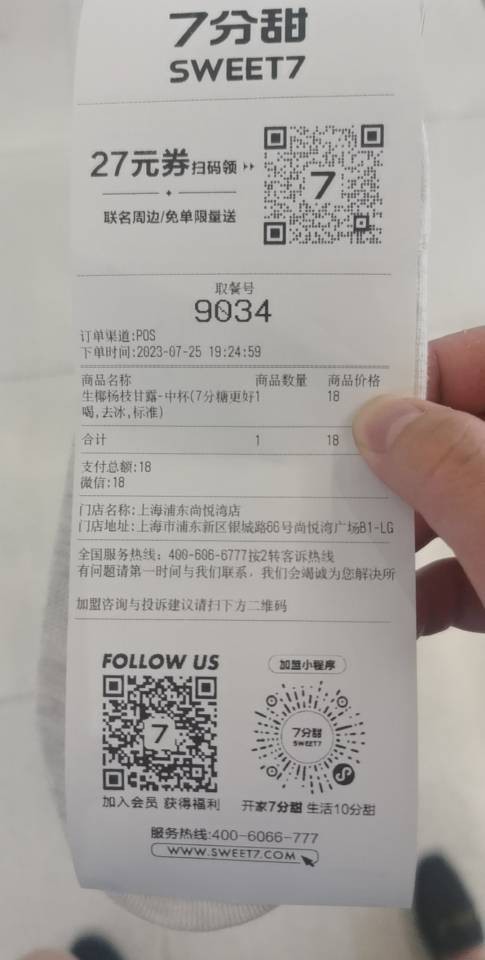 7分甜
SWEET7
27元券扫码领
联名周边/免单限量送
7
取餐号
9034
订单渠道:POS
下单时间:2023-07-25 19:24:59
商品名称 商品数量 商品价格
生椰杨枝甘露-中杯(7分糖更好1 18
喝,去冰,标准)
合计 1 18
支付总额:18
微信:18
门店名称:上海浦东尚悦湾店
门店地址:上海市浦东新区银城路66号尚悦湾广场B1-LG
全国服务热线: 400-606-6777按2转客诉热线
有问题请第一时间与我们联系，我们会竭诚为您解决所
加盟咨询与投诉建议请扫下方二维码
FOLLOW US
7
加入会员 获得福利
加盟小程序
7分甜
SWEET7
开家7分甜 生活10分甜
服务热线:400-6066-777
WWW.SWEET7.COM